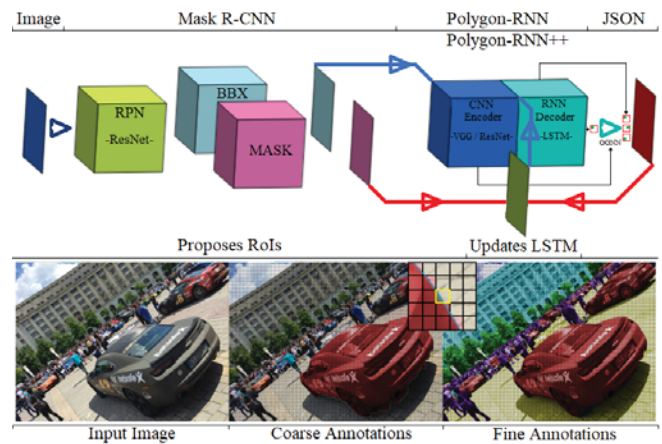 Image
Mask R-CNN
Polygon-RNN
JSON
Polygon-RNN++
RPN
-ResNet-
BBX
MASK
CNN
Encoder
-VGG / ResNet-
RNN
Decoder
-LSTM-
Proposes RoIs
Updates LSTM
Input Image
Coarse Annotations
Fine Annotations